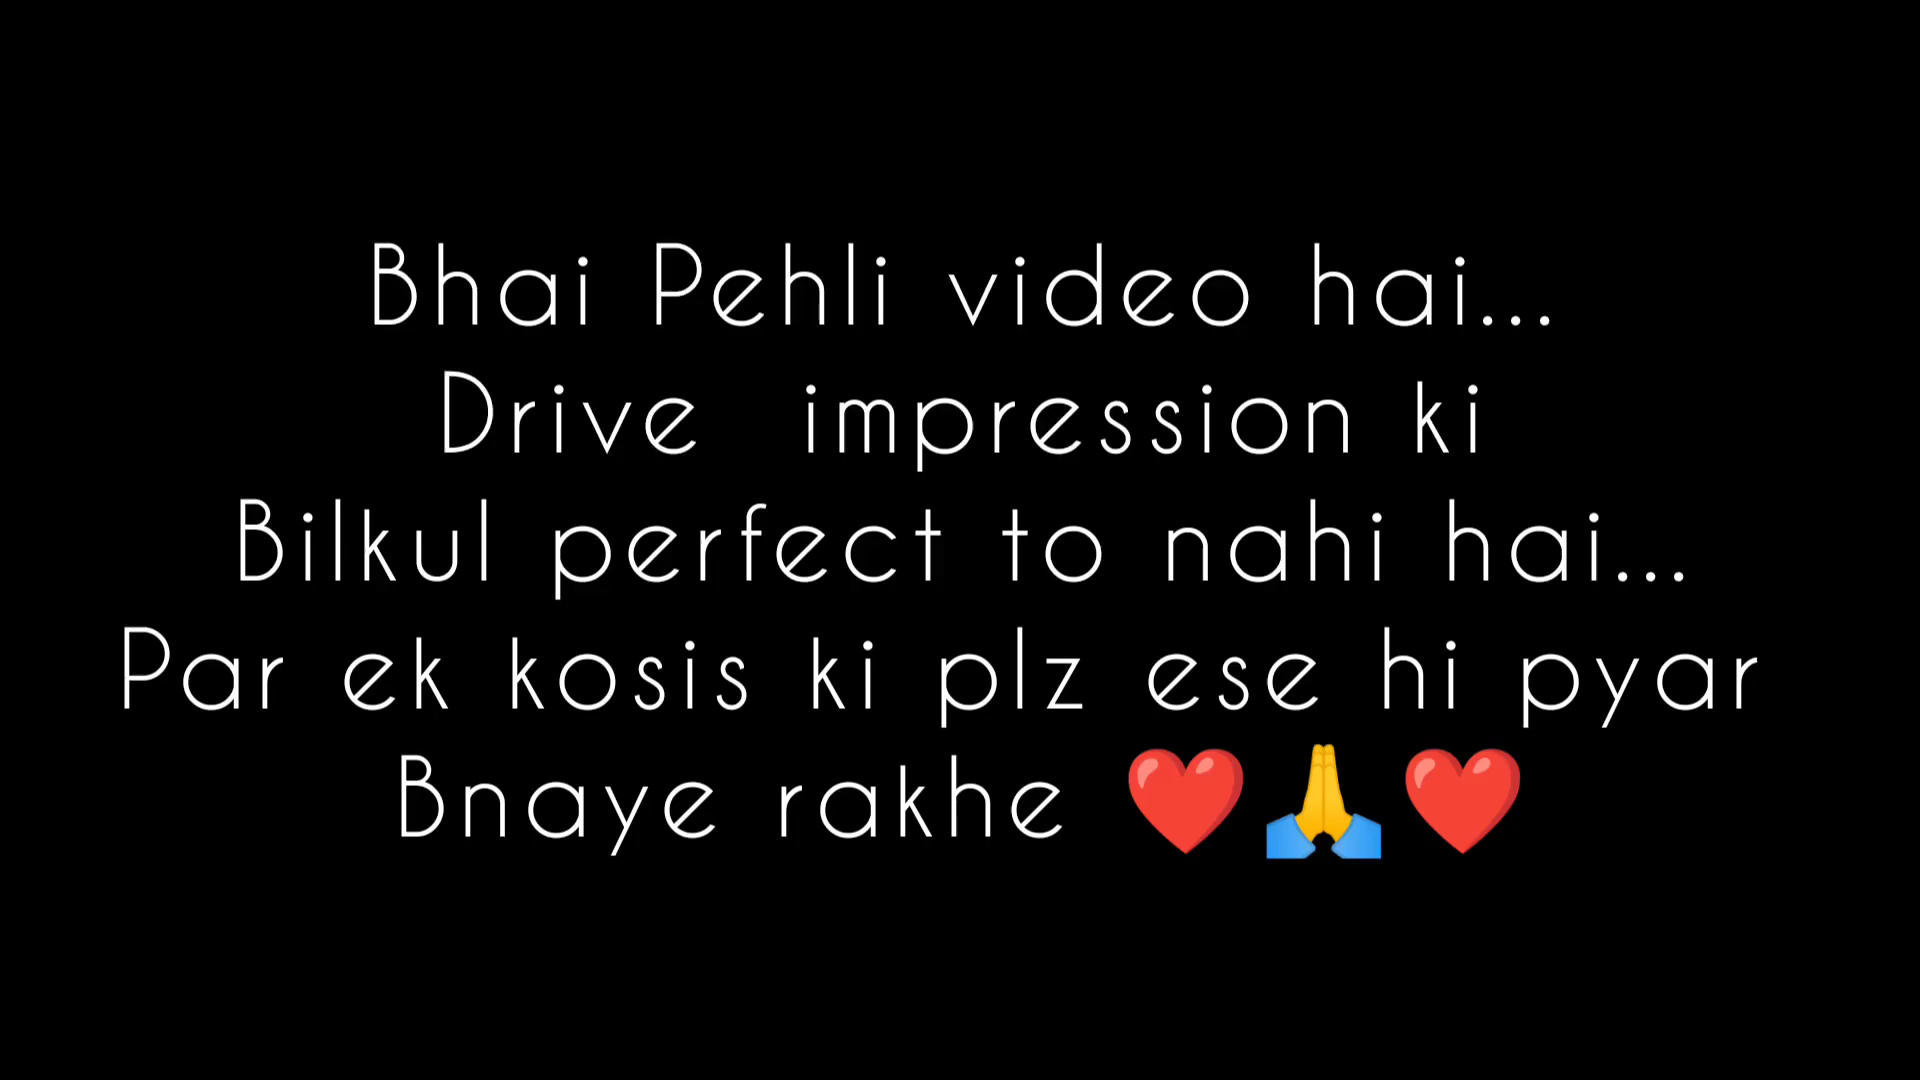 Bhai Pehli video hai...
Drive impression ki
Bilkul perfect to nahi hai...
Par ek kosis ki plz ese hi pyar
Bnaye rakhe ❤️🙏❤️